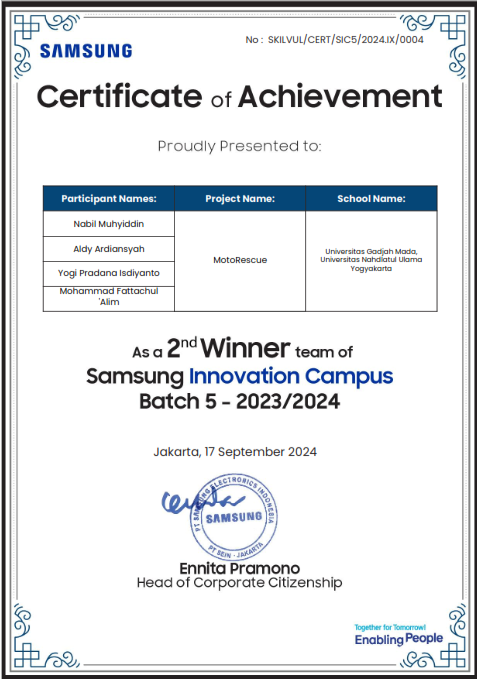 No : SKILVUL/CERT/SIC5/2024.IX/0004
SAMSUNG
Certificate of Achievement
Proudly Presented to:
Participant Names: Project Name: School Name:
Nabil Muhyiddin
Aldy Ardiansyah
Yogi Pradana Isdiyanto
Mohammad Fattachul
'Alim
MotoRescue
Universitas Gadjah Mada,
Universitas Nahdlatul Ulama
Yogyakarta
As a 2nd Winner team of
Samsung Innovation Campus
Batch 5 - 2023/2024
Jakarta, 17 September 2024
PT SAMSUNG ELECTRONICS INDONESIA
SAMSUNG
PT SEIN - JAKARTA
Ennita Pramono
Head of Corporate Citizenship
Together for Tomorrow!
Enabling People